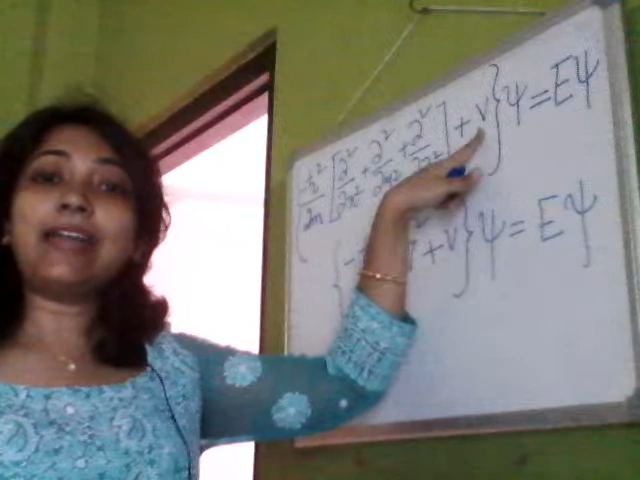 {-ħ²/2m [∂²/∂x² + ∂²/∂y² + ∂²/∂z²] + V} Ψ = EΨ
{- + V} Ψ = EΨ